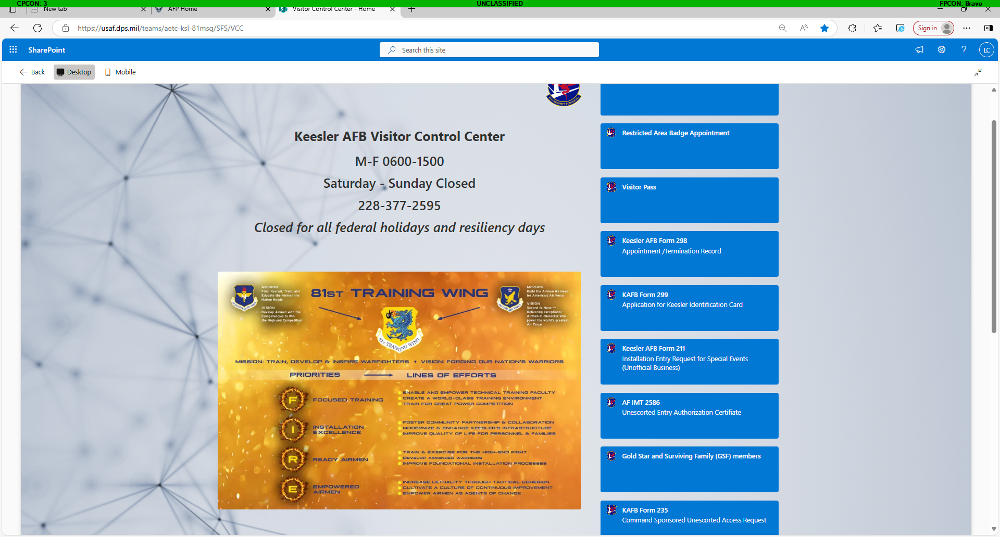 CPCON: 3
UNCLASSIFIED
FPCON: Bravo
New tab
AFP Home
Visitor Control Center - Home
https://usaf.dps.mil/teams/aetc-ksl-81msg/SFS/VCC
Sign in
SharePoint
Search this site
LC
Back
Desktop
Mobile
81ST SECURITY FORCES SQ
Keesler AFB Visitor Control Center
M-F 0600-1500
Saturday - Sunday Closed
228-377-2595
Closed for all federal holidays and resiliency days
MISSION
Find, Recruit, Train, and
Educate the Airmen the
Nation Needs
VISION
Develop Airmen with the
Competencies to Win
the High-end Competition
81ST TRAINING WING
MISSION
Build the Airmen We Need
for America's Air Force
VISION
Second to None —
Delivering exceptional
Airmen of character who
power the world's greatest
Air Force
SECOND AIR FORCE
81ST TRAINING WING
MISSION: TRAIN, DEVELOP & INSPIRE WARFIGHTERS • VISION: FORGING OUR NATION'S WARRIORS
PRIORITIES
LINES OF EFFORTS
F
FOCUSED TRAINING
ENABLE AND EMPOWER TECHNICAL TRAINING FACULTY
CREATE A WORLD-CLASS TRAINING ENVIRONMENT
TRAIN FOR GREAT POWER COMPETITION
I
INSTALLATION
EXCELLENCE
FOSTER COMMUNITY PARTNERSHIP & COLLABORATION
MODERNIZE & ENHANCE KEESLER'S INFRASTRUCTURE
IMPROVE QUALITY OF LIFE FOR PERSONNEL & FAMILIES
R
READY AIRMEN
TRAIN & EXERCISE FOR THE HIGH-END FIGHT
DEVELOP AIRMINDED WARRIORS
IMPROVE FOUNDATIONAL INSTALLATION PROCESSES
E
EMPOWERED
AIRMEN
INCREASE LETHALITY THROUGH TACTICAL COHESION
CULTIVATE A CULTURE OF CONTINUOUS IMPROVEMENT
EMPOWER AIRMEN AS AGENTS OF CHANGE
Restricted Area Badge Appointment
Visitor Pass
Keesler AFB Form 298
Appointment /Termination Record
KAFB Form 299
Application for Keesler Identification Card
Keesler AFB Form 211
Installation Entry Request for Special Events
(Unofficial Business)
AF IMT 2586
Unescorted Entry Authorization Certifiate
Gold Star and Surviving Family (GSF) members
KAFB Form 235
Command Sponsored Unescorted Access Request